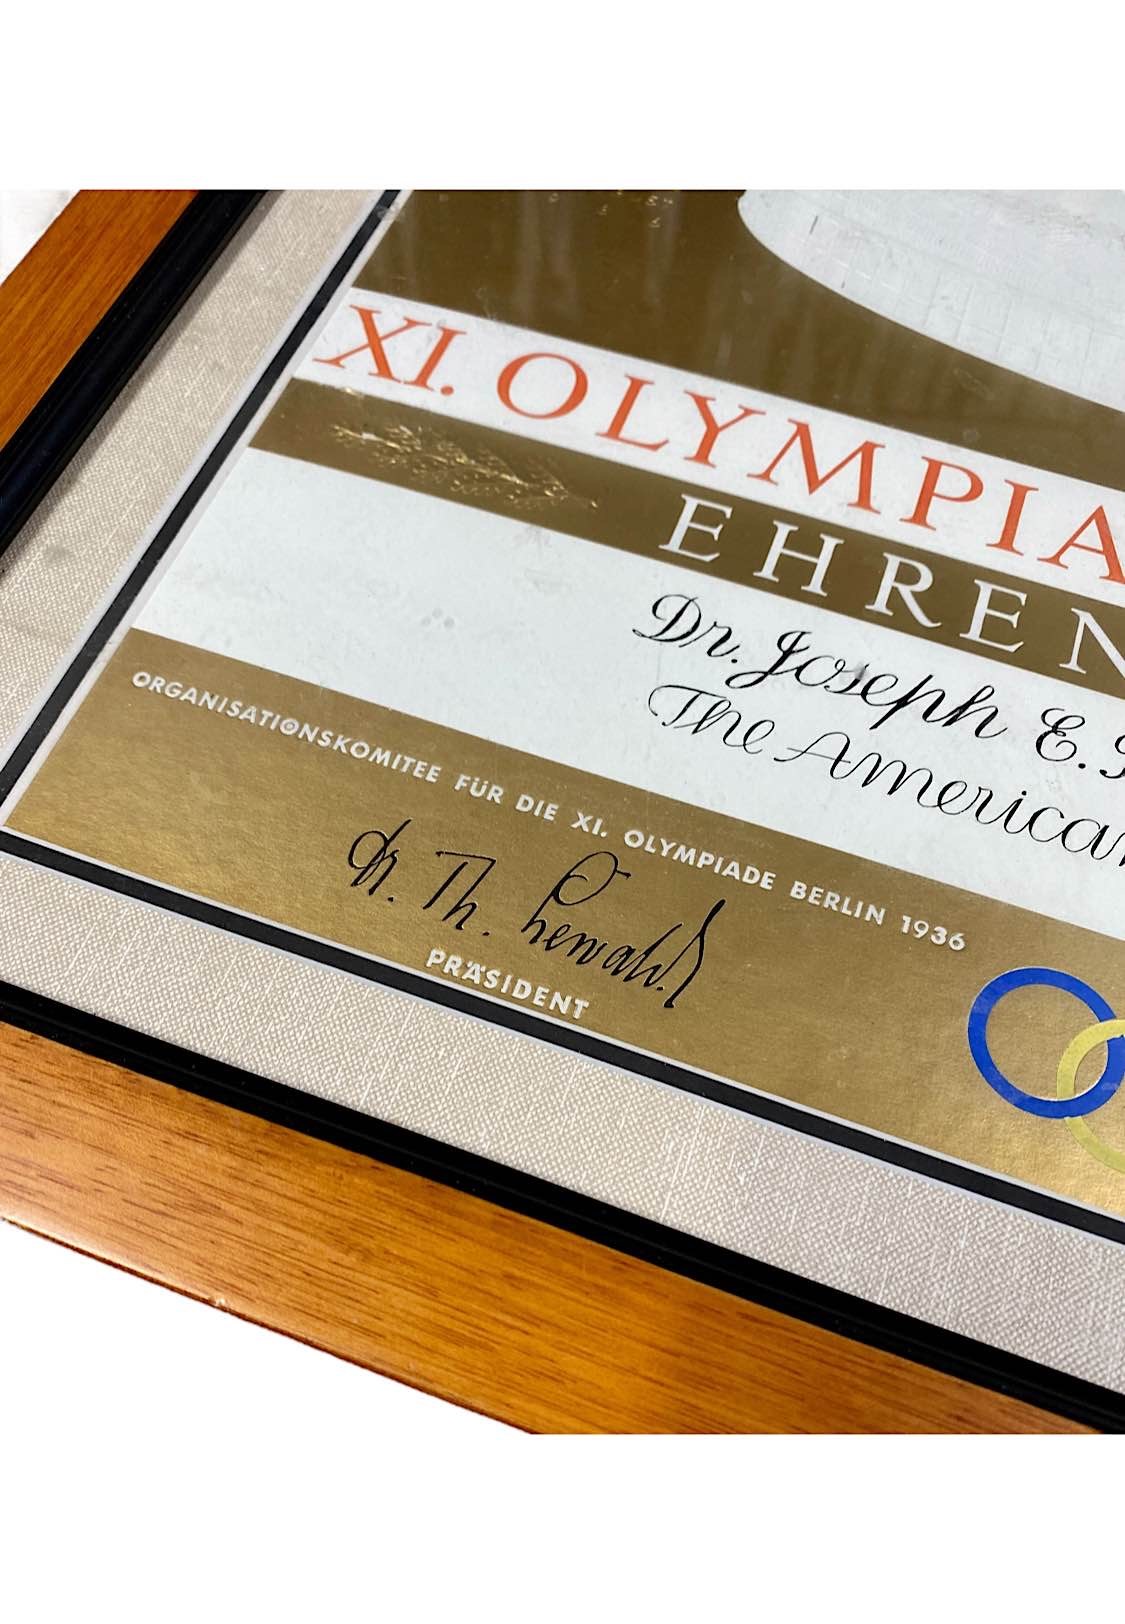 XI. OLYMPIA
EHREN
Dr. Joseph E.
The American
ORGANISATIONSKOMITEE FÜR DIE XI. OLYMPIADE BERLIN 1936
Dr. Th. Lewald
PRÄSIDENT